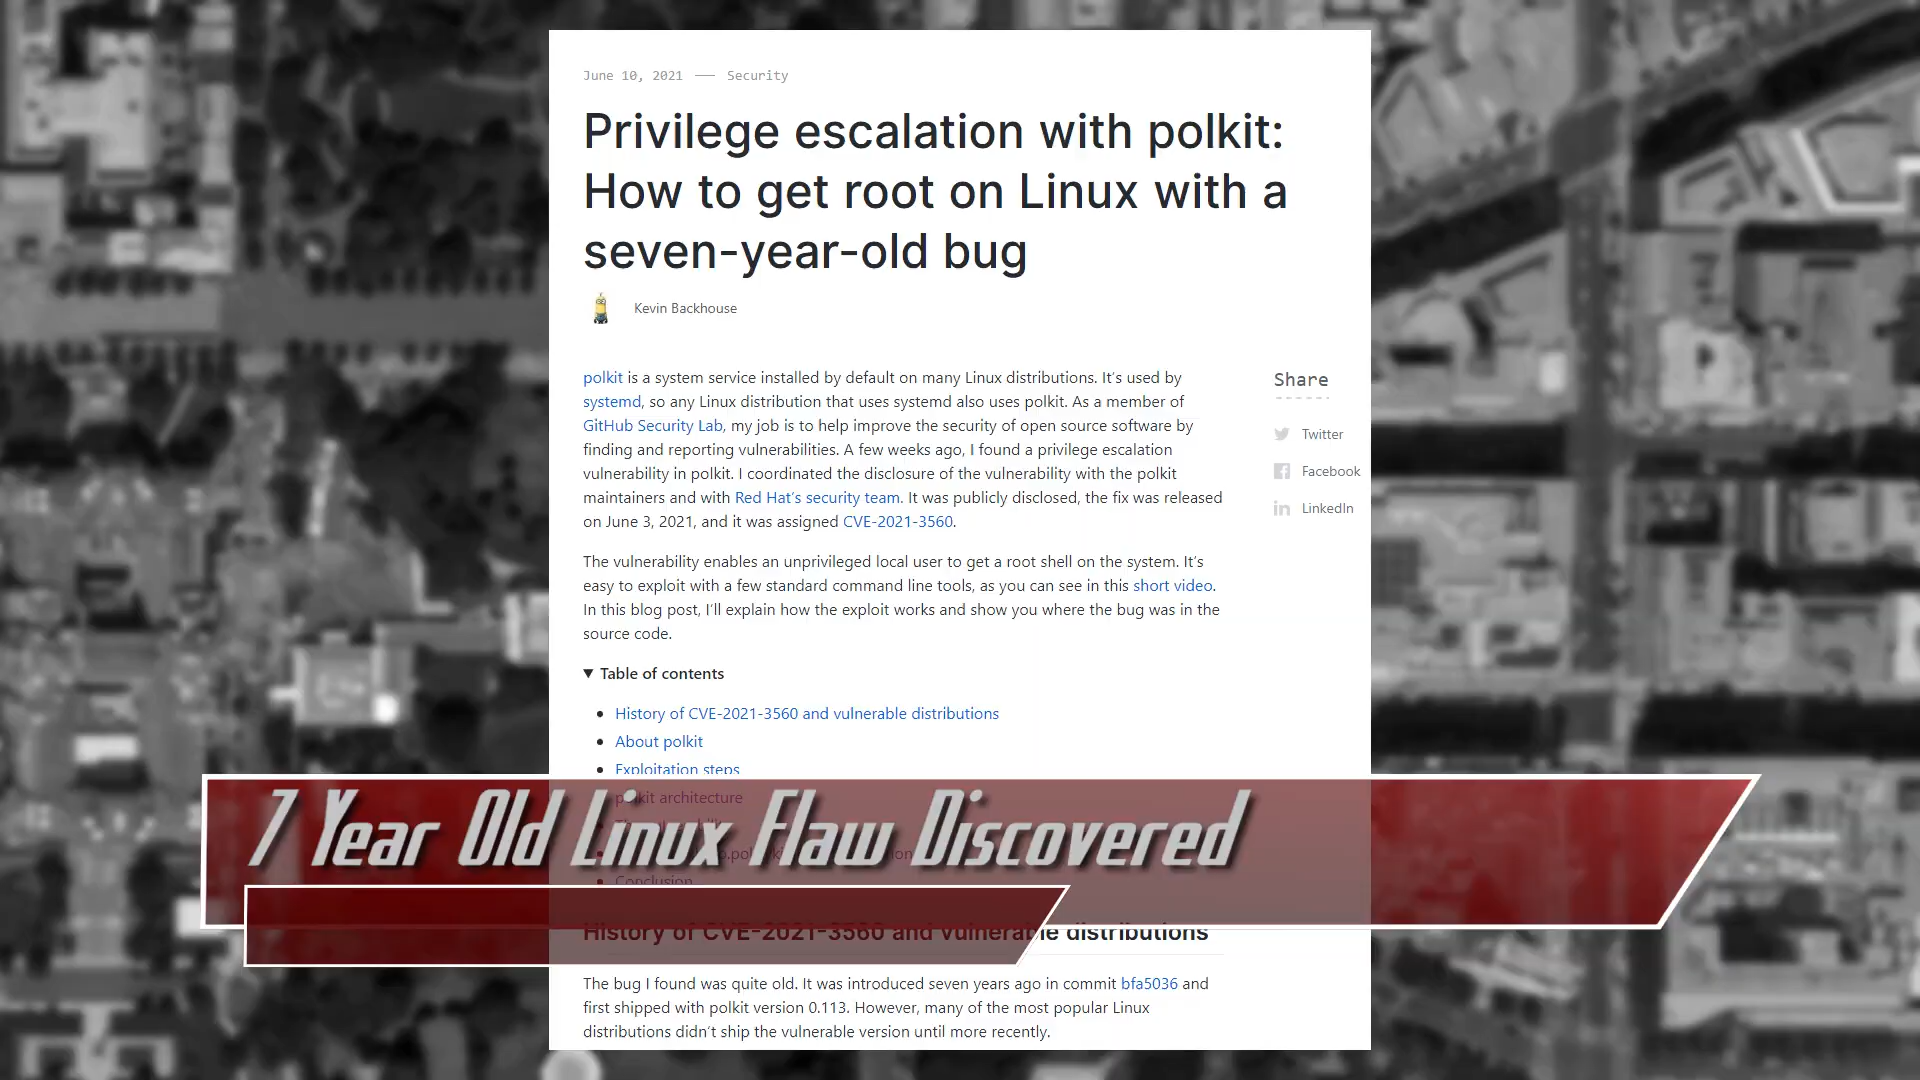 June 10, 2021 — Security
Privilege escalation with polkit:
How to get root on Linux with a
seven-year-old bug
Kevin Backhouse
polkit is a system service installed by default on many Linux distributions. It’s used by
systemd, so any Linux distribution that uses systemd also uses polkit. As a member of
GitHub Security Lab, my job is to help improve the security of open source software by
finding and reporting vulnerabilities. A few weeks ago, I found a privilege escalation
vulnerability in polkit. I coordinated the disclosure of the vulnerability with the polkit
maintainers and with Red Hat’s security team. It was publicly disclosed, the fix was released
on June 3, 2021, and it was assigned CVE-2021-3560.
Share
Twitter
Facebook
LinkedIn
The vulnerability enables an unprivileged local user to get a root shell on the system. It’s
easy to exploit with a few standard command line tools, as you can see in this short video.
In this blog post, I’ll explain how the exploit works and show you where the bug was in the
source code.
▼ Table of contents
• History of CVE-2021-3560 and vulnerable distributions
• About polkit
• Exploitation steps
• polkit architecture
7 Year Old Linux Flaw Discovered
• Conclusion
History of CVE-2021-3560 and vulnerable distributions
The bug I found was quite old. It was introduced seven years ago in commit bfa5036 and
first shipped with polkit version 0.113. However, many of the most popular Linux
distributions didn’t ship the vulnerable version until more recently.